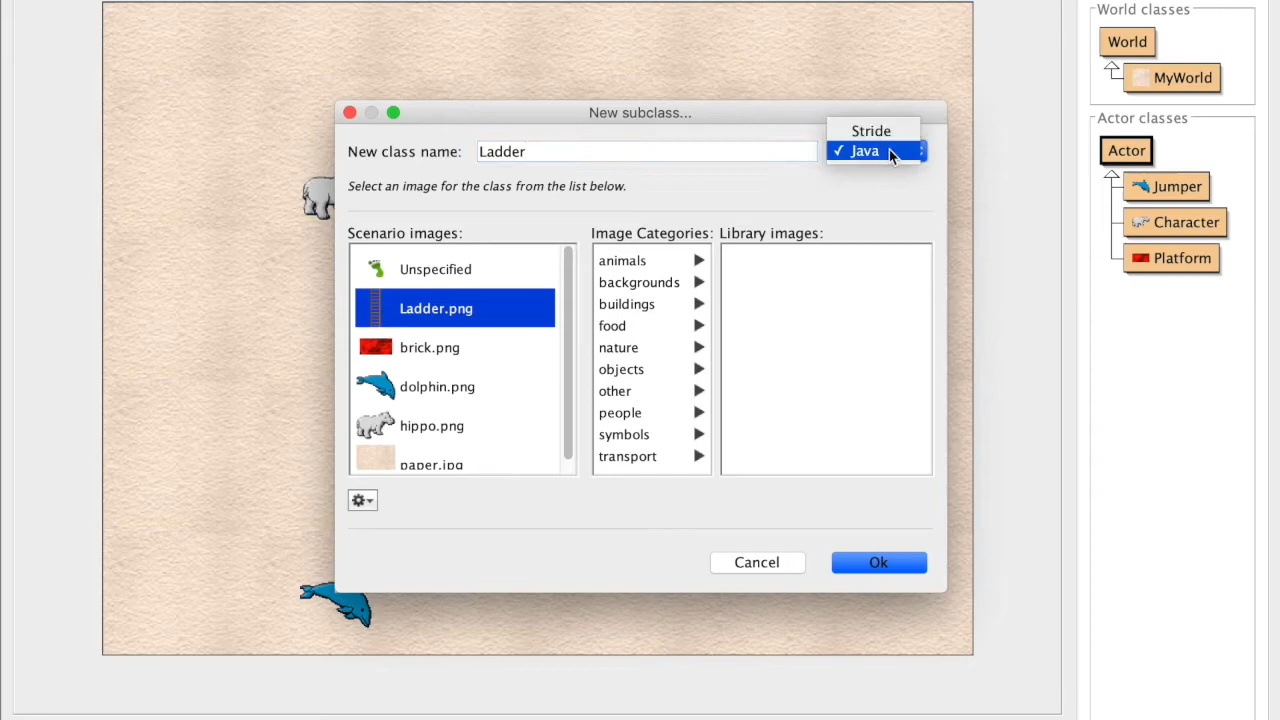 World classes
World
MyWorld
Actor classes
Actor
Jumper
Character
Platform
New subclass...
New class name:
Ladder
Stride
✓ Java
Select an image for the class from the list below.
Scenario images:
Unspecified
Ladder.png
brick.png
dolphin.png
hippo.png
paper.jpg
Image Categories:
animals
backgrounds
buildings
food
nature
objects
other
people
symbols
transport
Library images:
Cancel
Ok